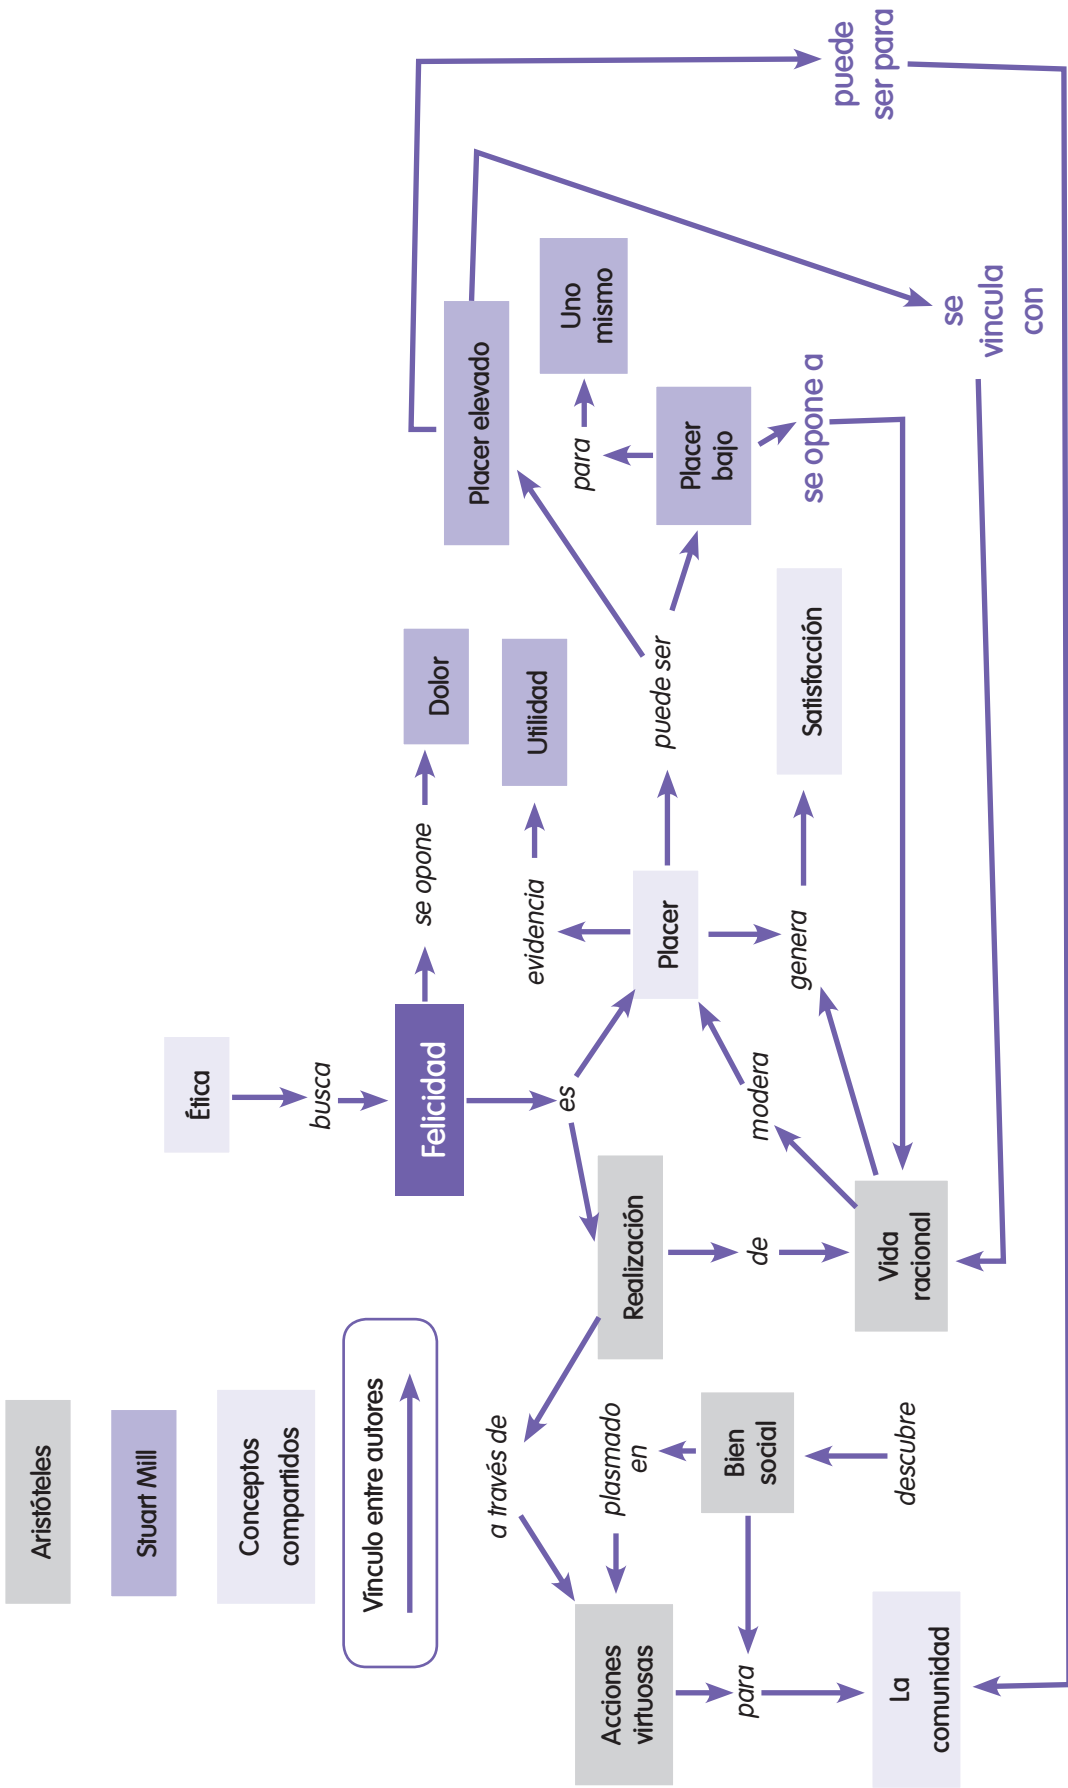 Aristóteles
Stuart Mill
Conceptos
compartidos
Vínculo entre autores
Ética
busca
Felicidad
se opone
Dolor
es
Realización
Placer
evidencia
Utilidad
puede ser
Placer elevado
Placer
bajo
para
Uno
mismo
se opone a
puede
ser para
se
vincula
con
a través de
de
modera
genera
Satisfacción
Vida
racional
Acciones
virtuosas
plasmado
en
Bien
social
descubre
para
La
comunidad